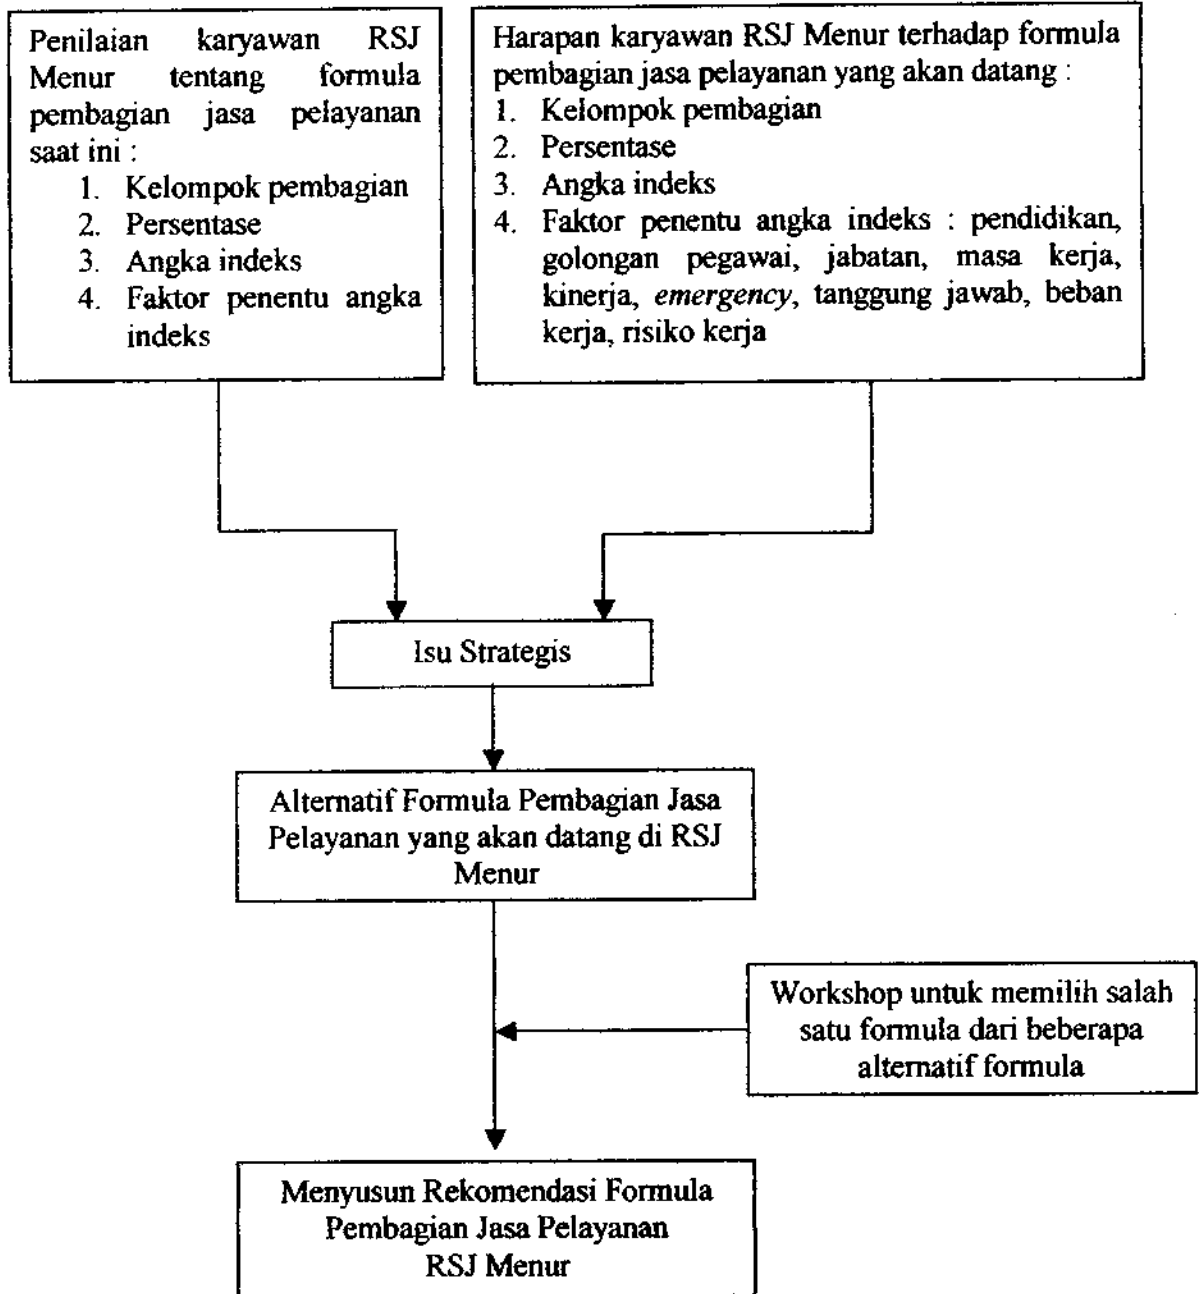 Penilaian karyawan RSJ
Menur tentang formula
pembagian jasa pelayanan
saat ini :
1. Kelompok pembagian
2. Persentase
3. Angka indeks
4. Faktor penentu angka
indeks
Harapan karyawan RSJ Menur terhadap formula
pembagian jasa pelayanan yang akan datang :
1. Kelompok pembagian
2. Persentase
3. Angka indeks
4. Faktor penentu angka indeks : pendidikan,
golongan pegawai, jabatan, masa kerja,
kinerja, emergency, tanggung jawab, beban
kerja, risiko kerja
Isu Strategis
Alternatif Formula Pembagian Jasa
Pelayanan yang akan datang di RSJ
Menur
Workshop untuk memilih salah
satu formula dari beberapa
alternatif formula
Menyusun Rekomendasi Formula
Pembagian Jasa Pelayanan
RSJ Menur